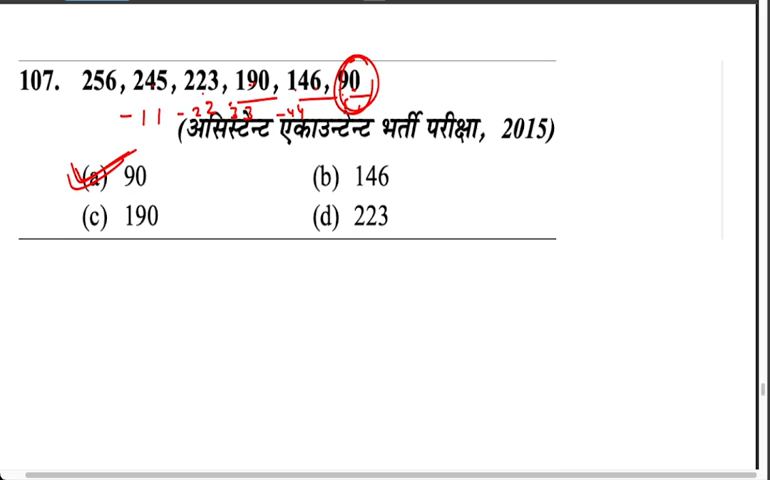 107. 256, 245, 223, 190, 146, 90
-11 -22 33 -44
(असिस्टेन्ट एकाउन्टेन्ट भर्ती परीक्षा, 2015)
(a) 90 (b) 146
(c) 190 (d) 223